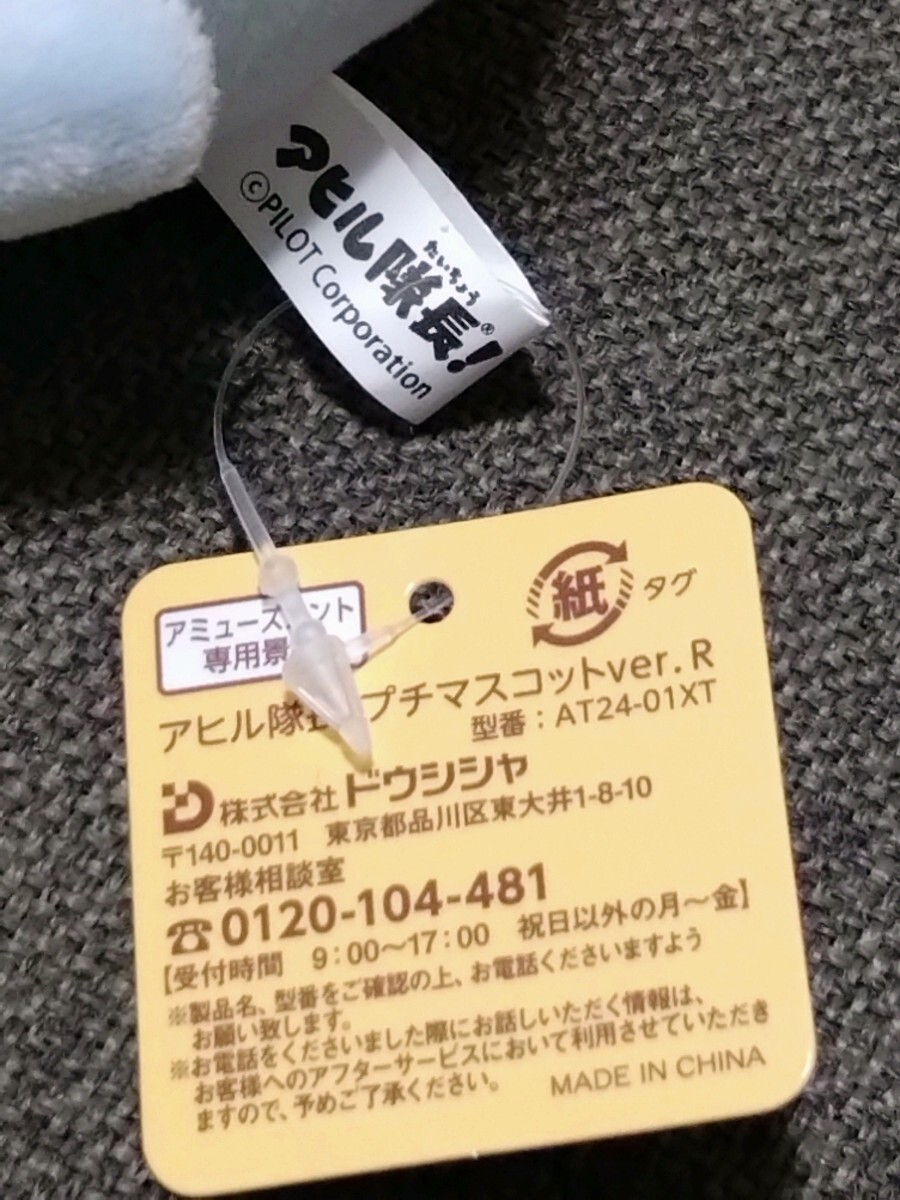 アヒル隊長!®
たいちょう
©PILOT Corporation
紙 タグ
アミューズメント
専用景
アヒル隊長 プチマスコットver.R
型番：AT24-01XT
株式会社ドウシシャ
〒140-0011 東京都品川区東大井1-8-10
お客様相談室
☎0120-104-481
【受付時間 9：00〜17：00 祝日以外の月〜金】
※製品名、型番をご確認の上、お電話くださいますよう
お願い致します。
※お電話をくださいました際にお話しいただく情報は、
お客様へのアフターサービスにおいて利用させていただき
ますので、予めご了承ください。
MADE IN CHINA